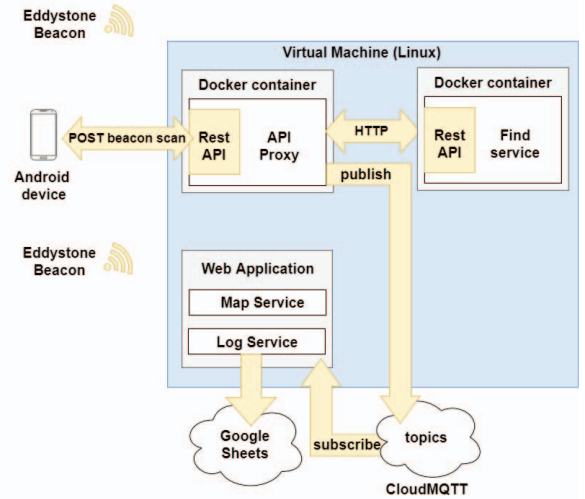 Eddystone
Beacon
Virtual Machine (Linux)
Docker container
Docker container
POST beacon scan
Rest
API
API
Proxy
HTTP
Rest
API
Find
service
Android
device
publish
Eddystone
Beacon
Web Application
Map Service
Log Service
Google
Sheets
subscribe
topics
CloudMQTT